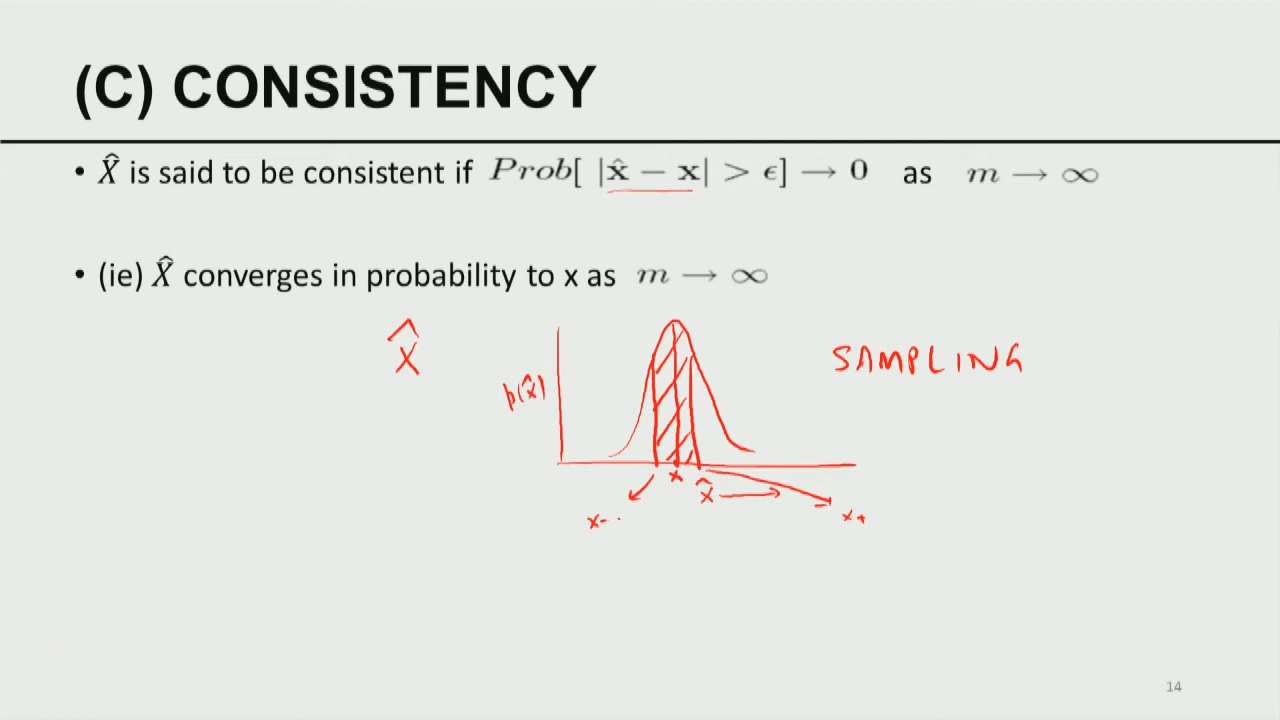 (C) CONSISTENCY
• X̂ is said to be consistent if Prob[ |x̂ − x| > ϵ] → 0 as m → ∞
• (ie) X̂ converges in probability to x as m → ∞
X̂
SAMPLING
p(x̂)
x
x̂
x-
x+
14